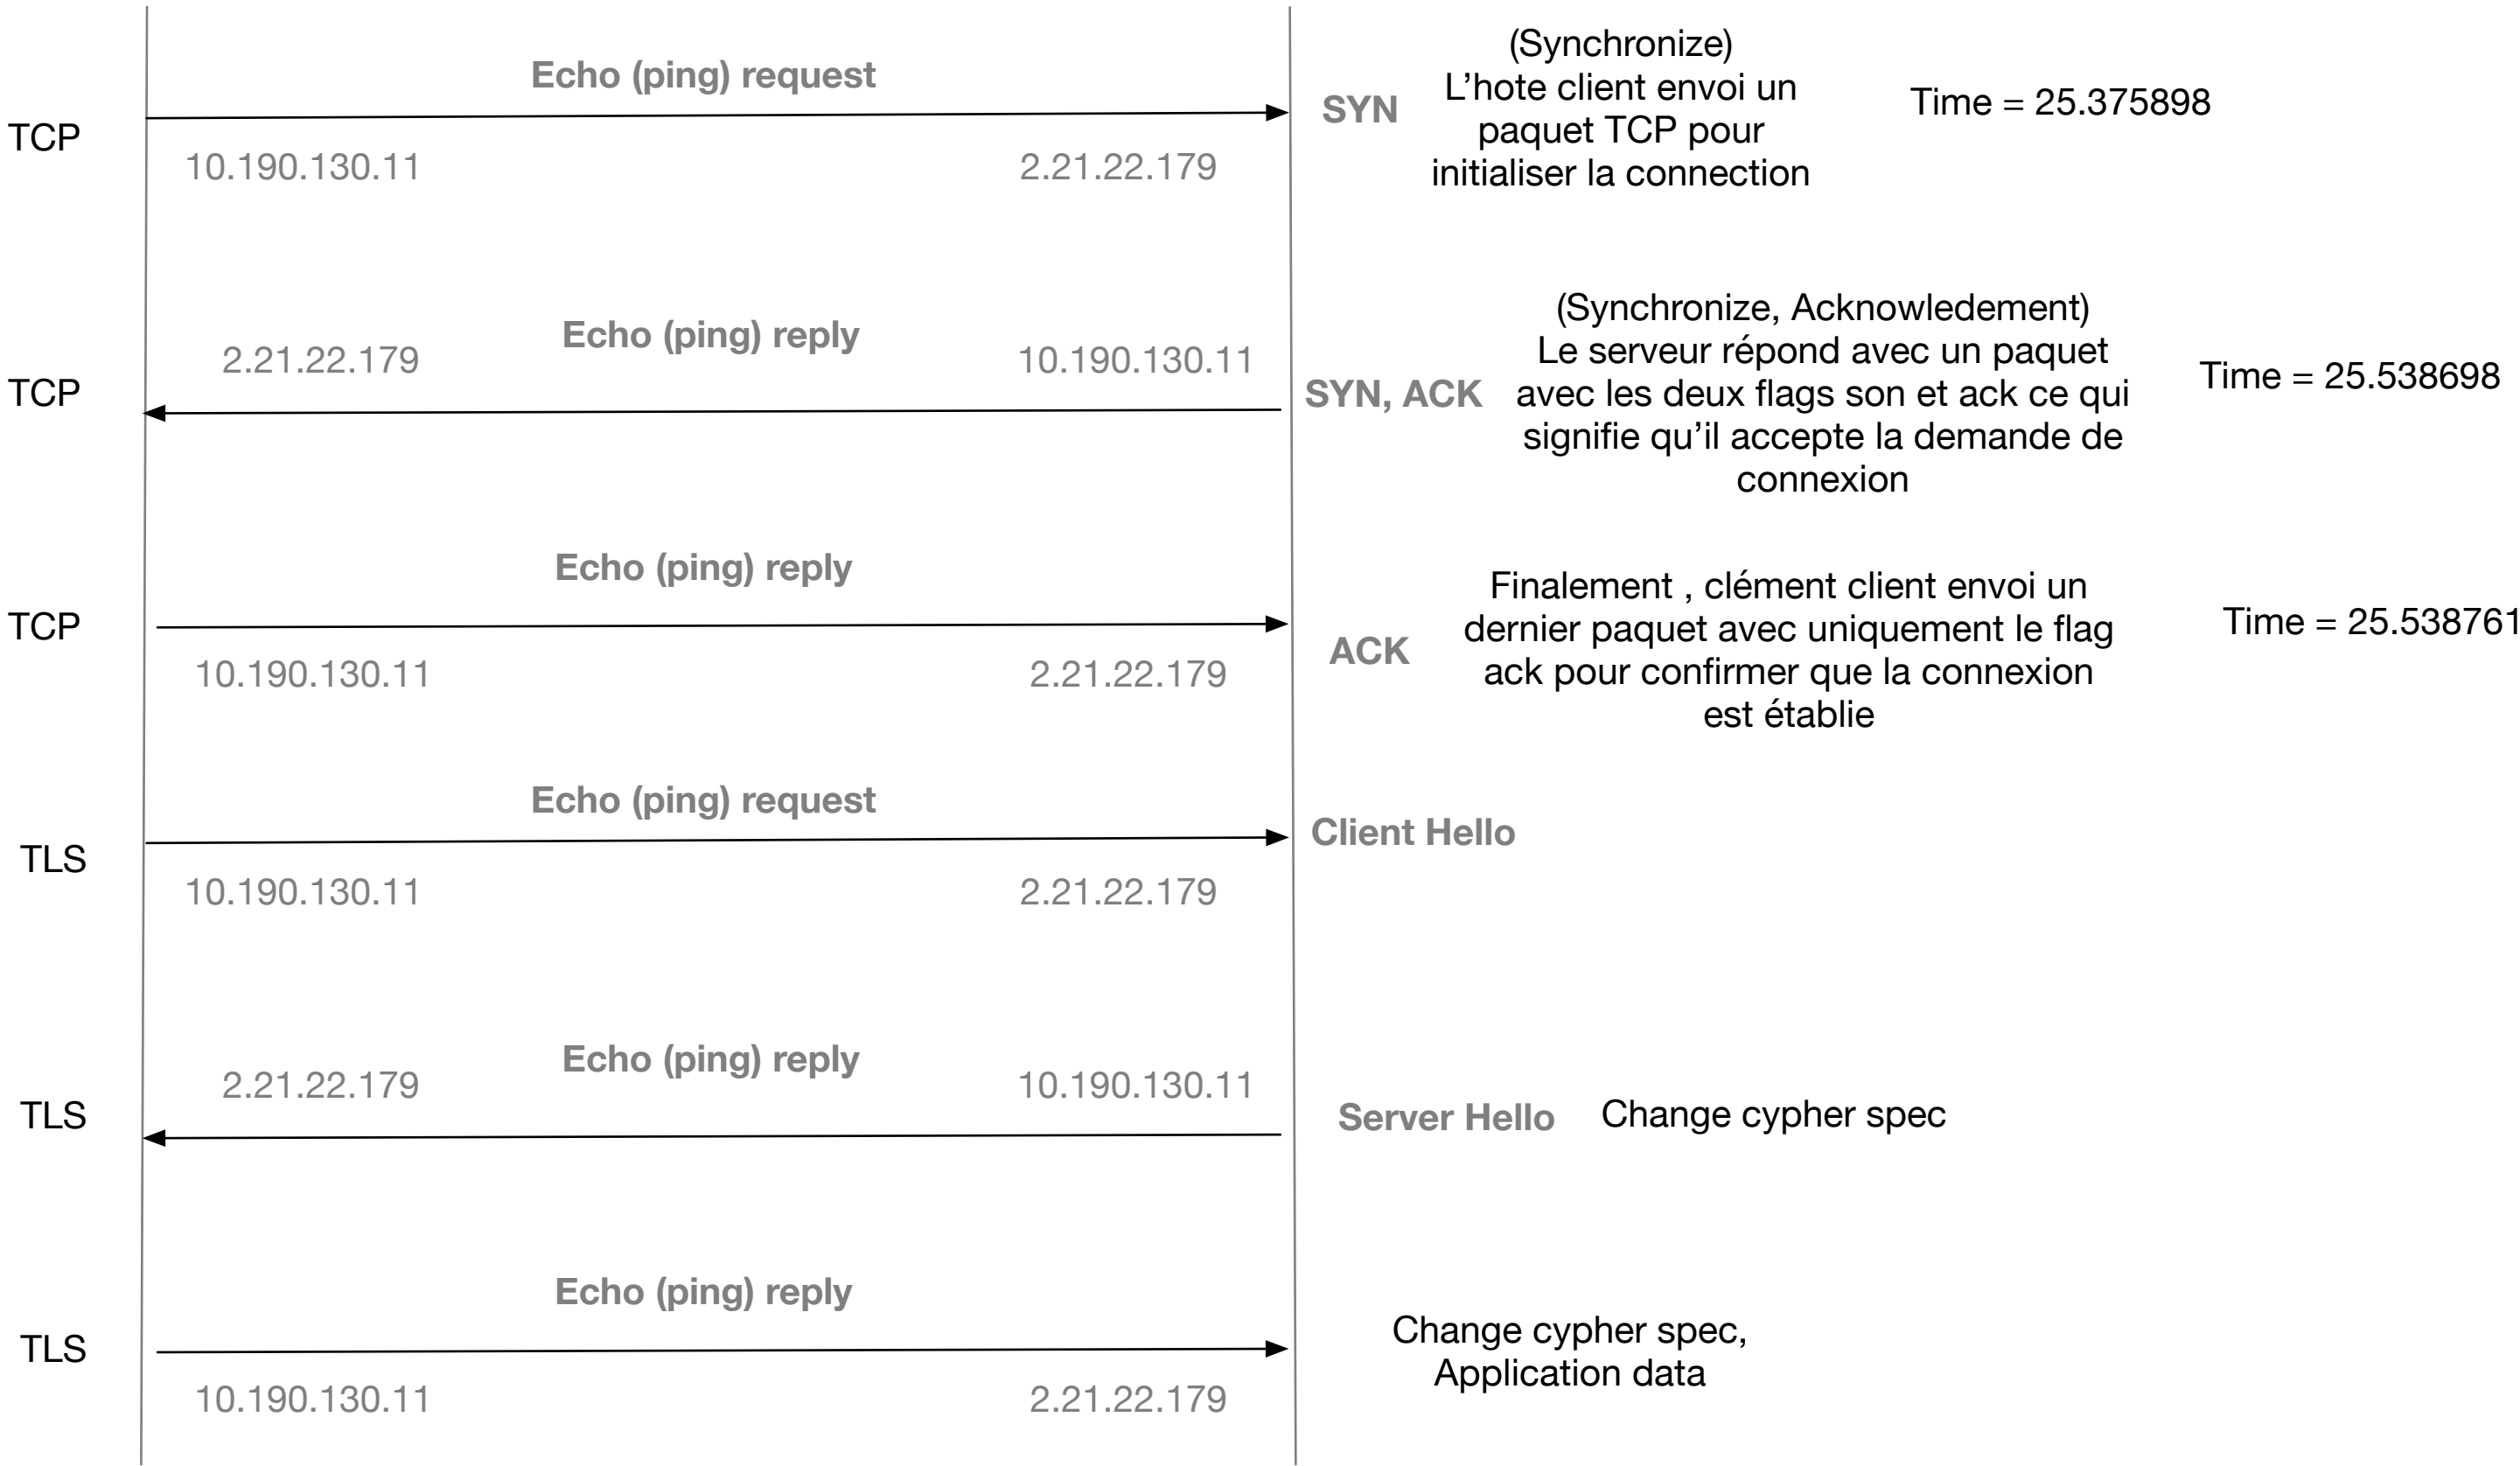 Echo (ping) request
(Synchronize)
L’hote client envoi un
paquet TCP pour
initialiser la connection
SYN
Time = 25.375898
TCP
10.190.130.11
2.21.22.179
Echo (ping) reply
2.21.22.179
10.190.130.11
TCP
SYN, ACK
(Synchronize, Acknowledement)
Le serveur répond avec un paquet
avec les deux flags son et ack ce qui
signifie qu’il accepte la demande de
connexion
Time = 25.538698
Echo (ping) reply
TCP
10.190.130.11
2.21.22.179
ACK
Finalement , clément client envoi un
dernier paquet avec uniquement le flag
ack pour confirmer que la connexion
est établie
Time = 25.538761
Echo (ping) request
TLS
10.190.130.11
2.21.22.179
Client Hello
Echo (ping) reply
2.21.22.179
10.190.130.11
TLS
Server Hello
Change cypher spec
Echo (ping) reply
TLS
10.190.130.11
2.21.22.179
Change cypher spec,
Application data